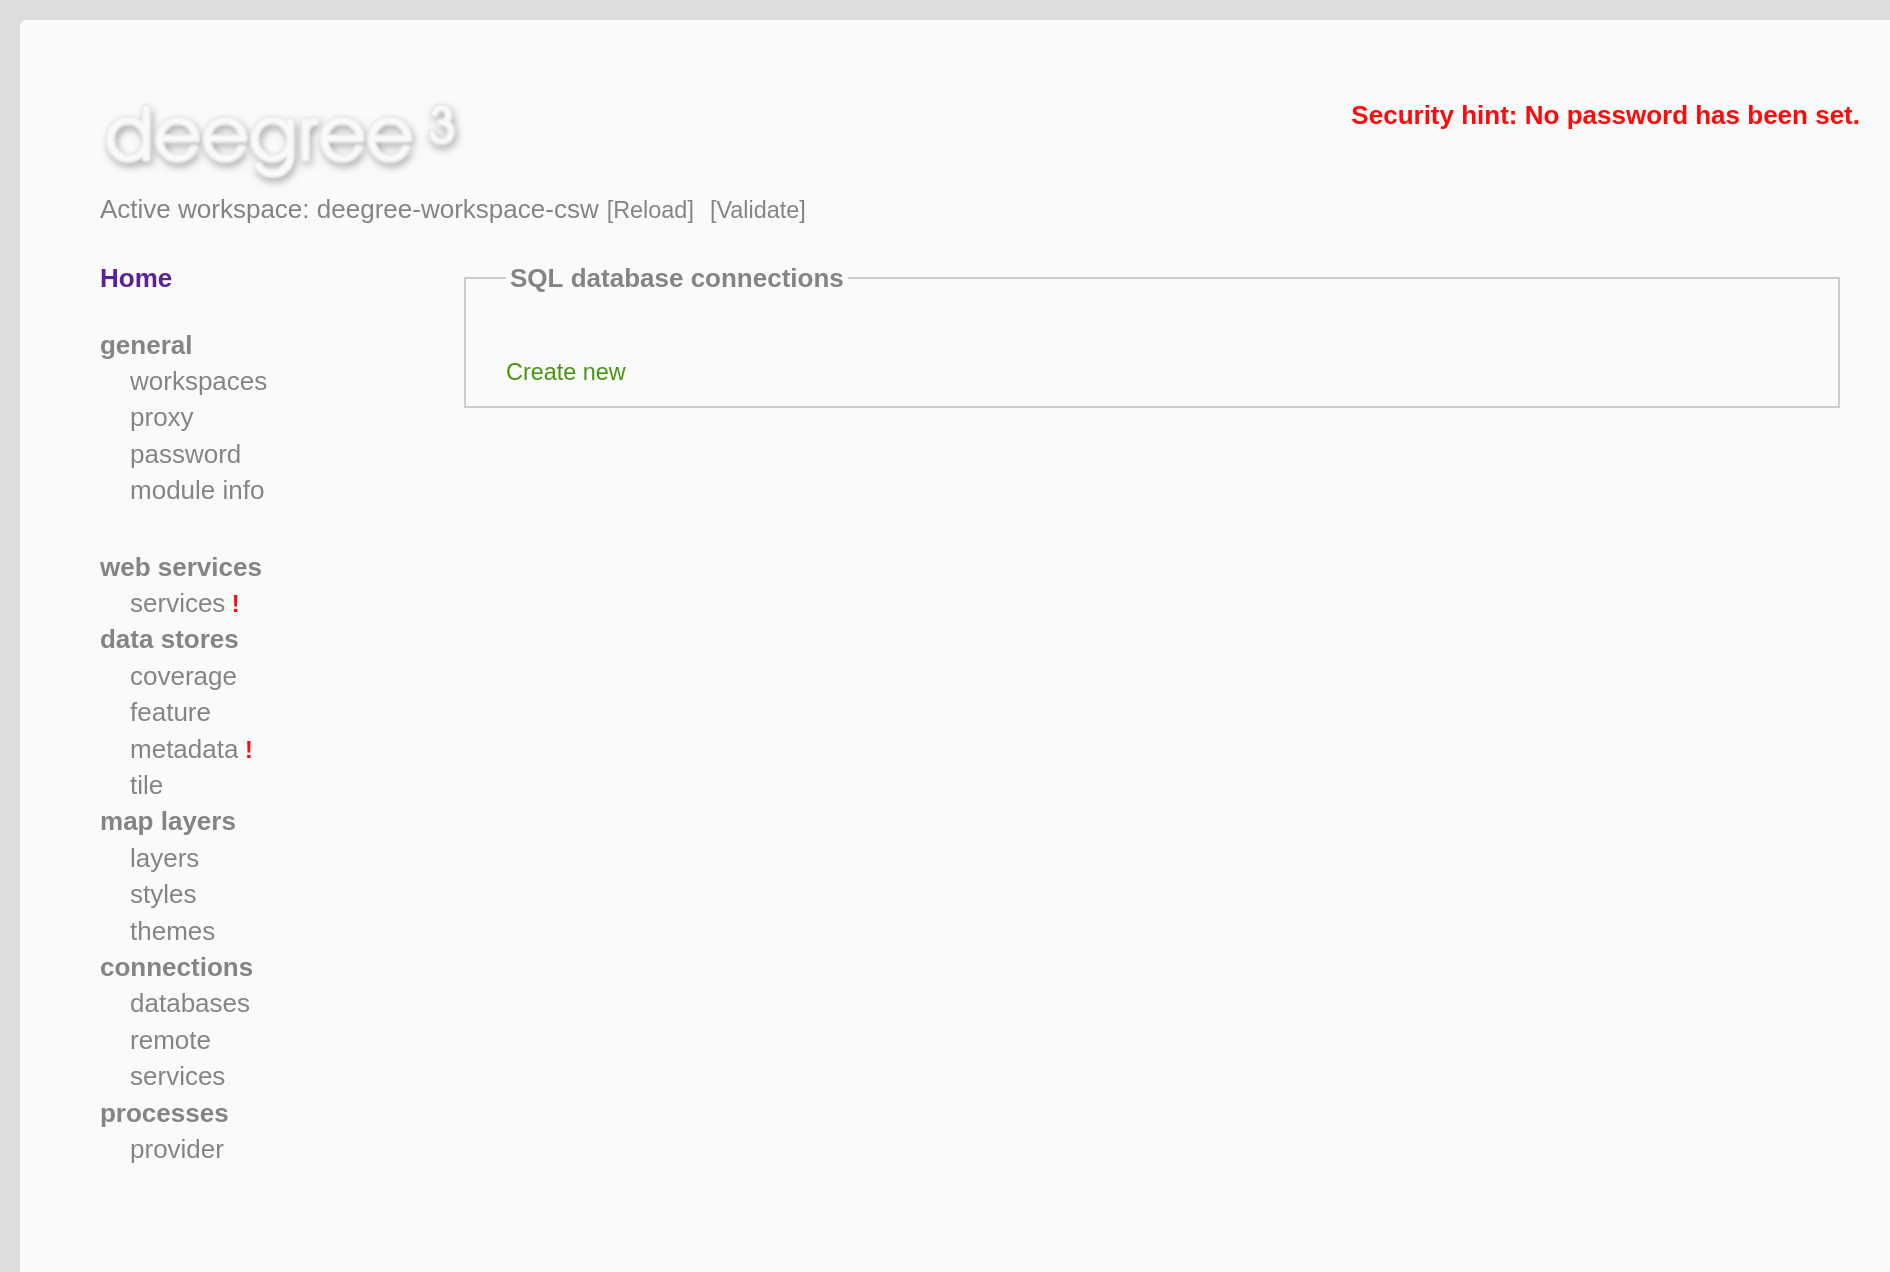 deegree 3
Security hint: No password has been set.
Active workspace: deegree-workspace-csw [Reload] [Validate]
Home
general
workspaces
proxy
password
module info
web services
services !
data stores
coverage
feature
metadata !
tile
map layers
layers
styles
themes
connections
databases
remote
services
processes
provider
SQL database connections
Create new